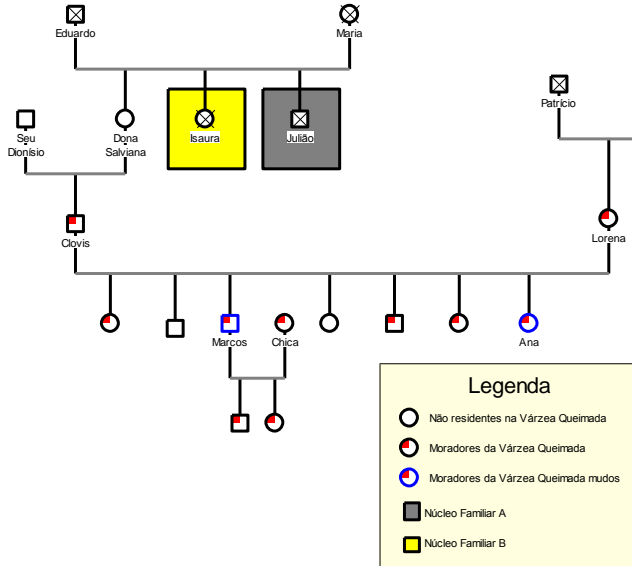 Eduardo
Maria
Patrício
Seu
Dionísio
Dona
Salviana
Isaura
Julião
Clovis
Lorena
Marcos
Chica
Ana
Legenda
Não residentes na Várzea Queimada
Moradores da Várzea Queimada
Moradores da Várzea Queimada mudos
Núcleo Familiar A
Núcleo Familiar B